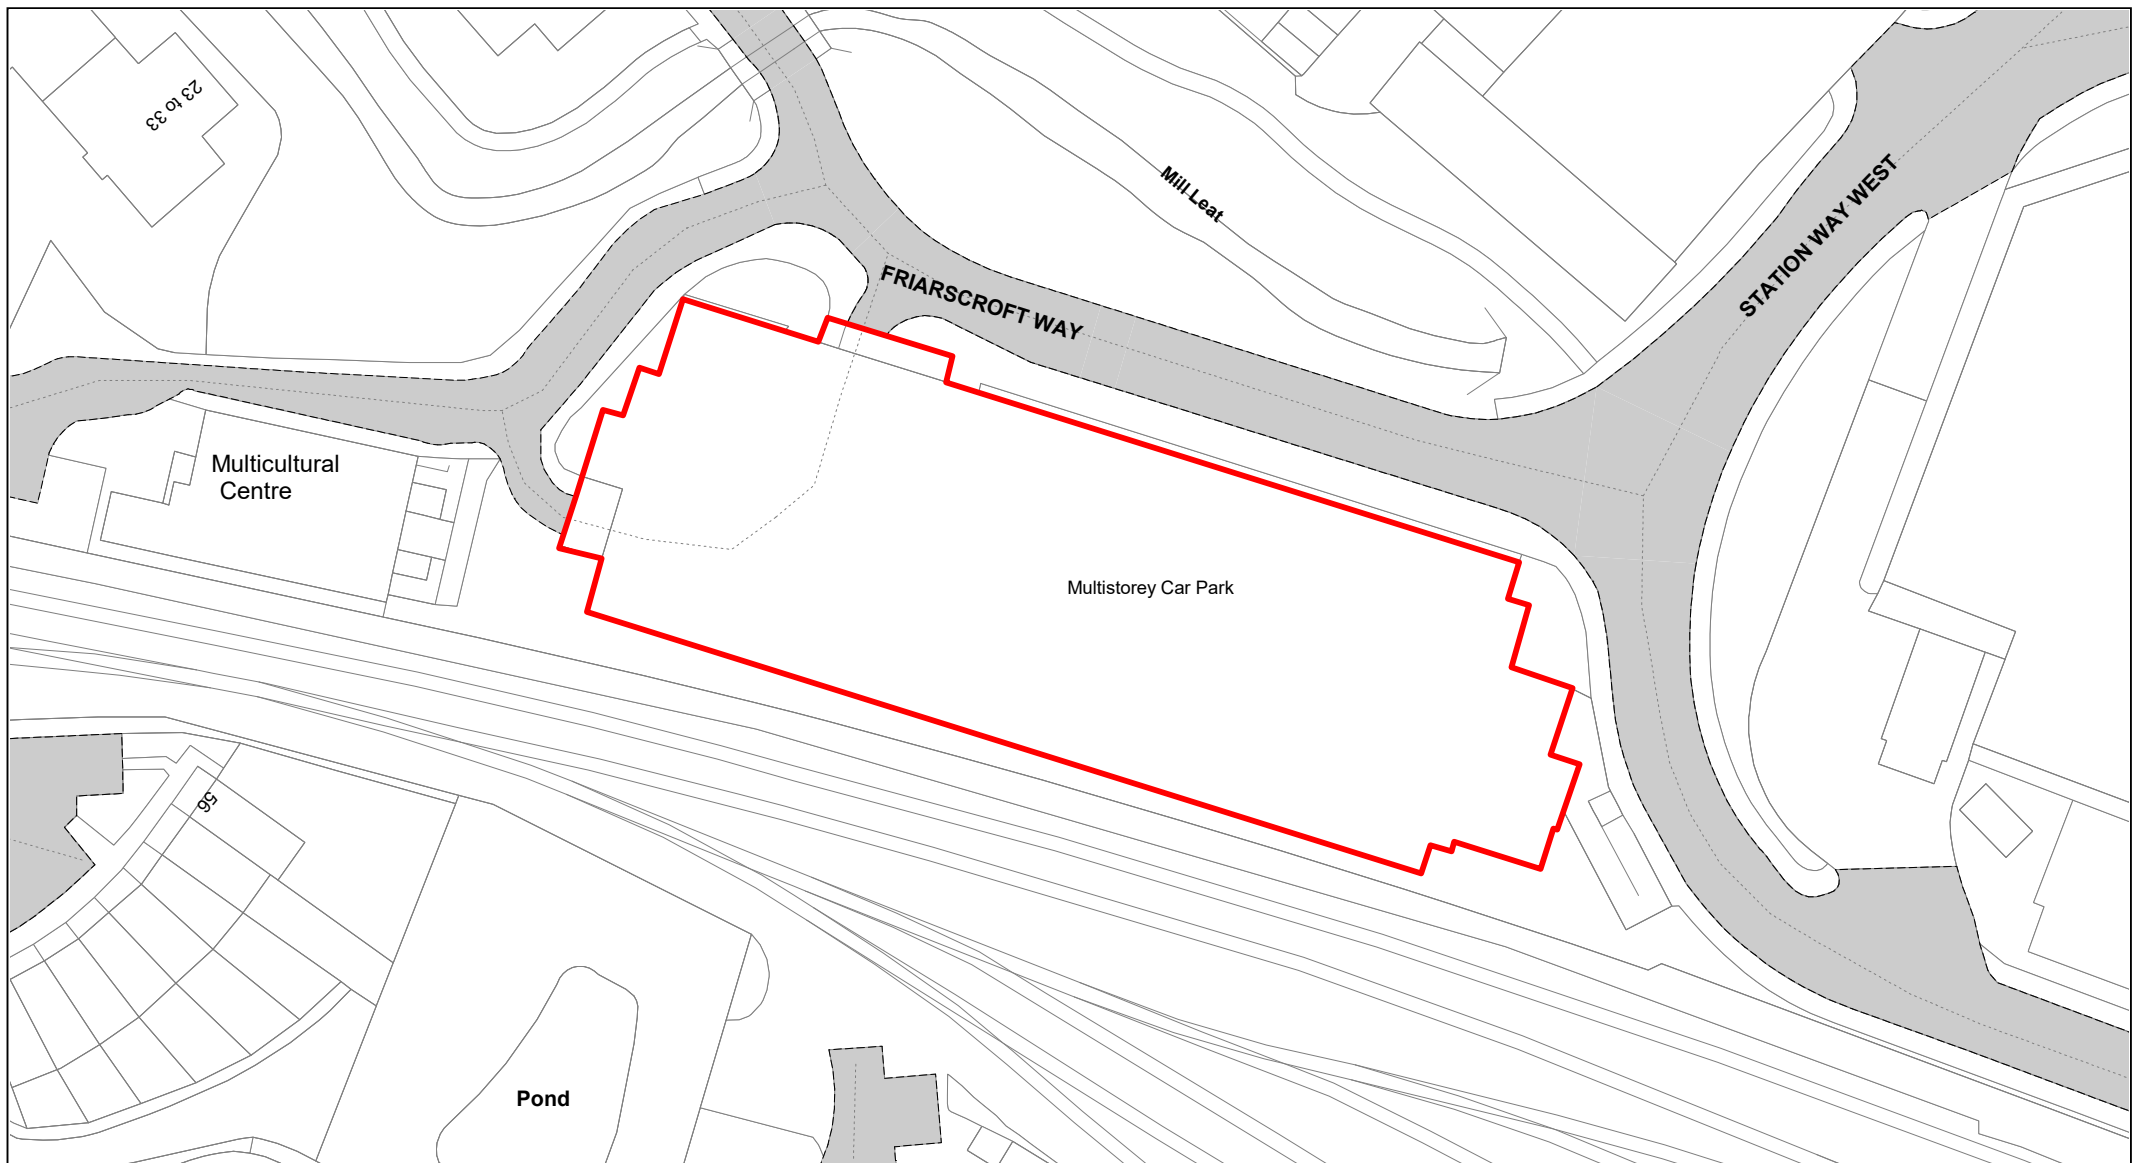 23 to 33
Mill Leat
STATION WAY WEST
FRIARSCROFT WAY
Multicultural
Centre
Multistorey Car Park
56
Pond